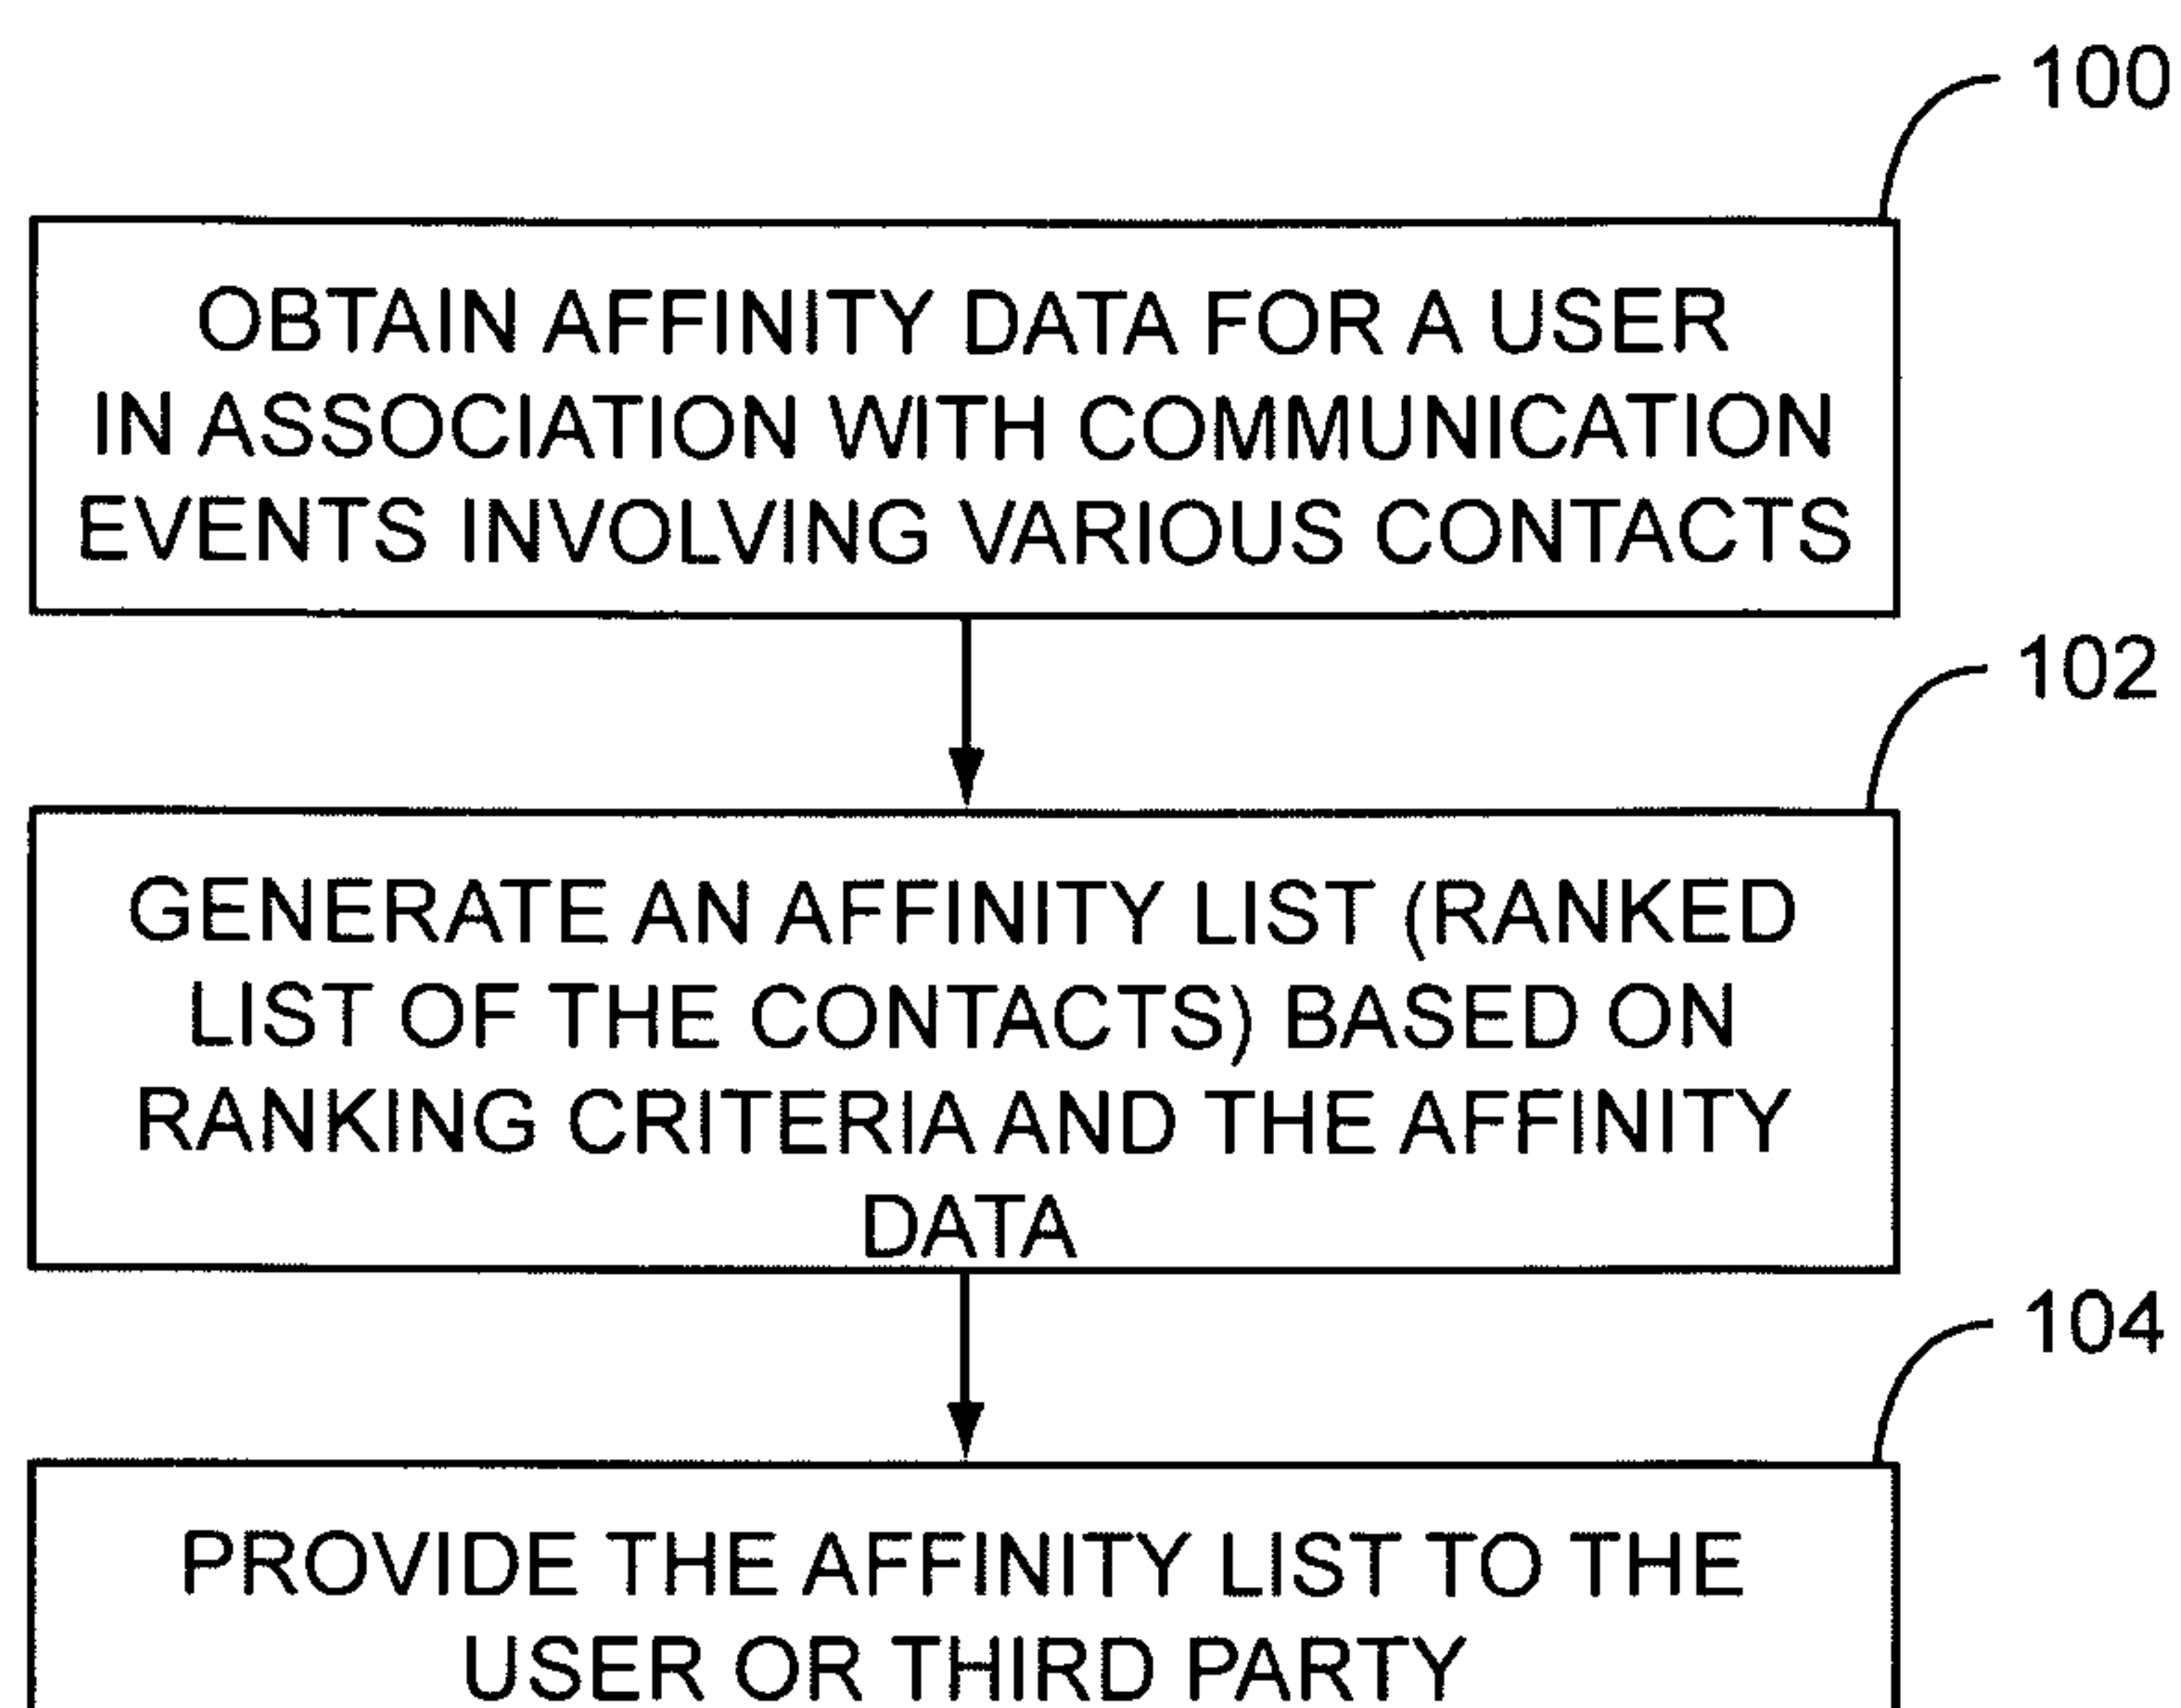 100
OBTAIN AFFINITY DATA FOR A USER
IN ASSOCIATION WITH COMMUNICATION
EVENTS INVOLVING VARIOUS CONTACTS
102
GENERATE AN AFFINITY LIST (RANKED
LIST OF THE CONTACTS) BASED ON
RANKING CRITERIA AND THE AFFINITY
DATA
104
PROVIDE THE AFFINITY LIST TO THE
USER OR THIRD PARTY